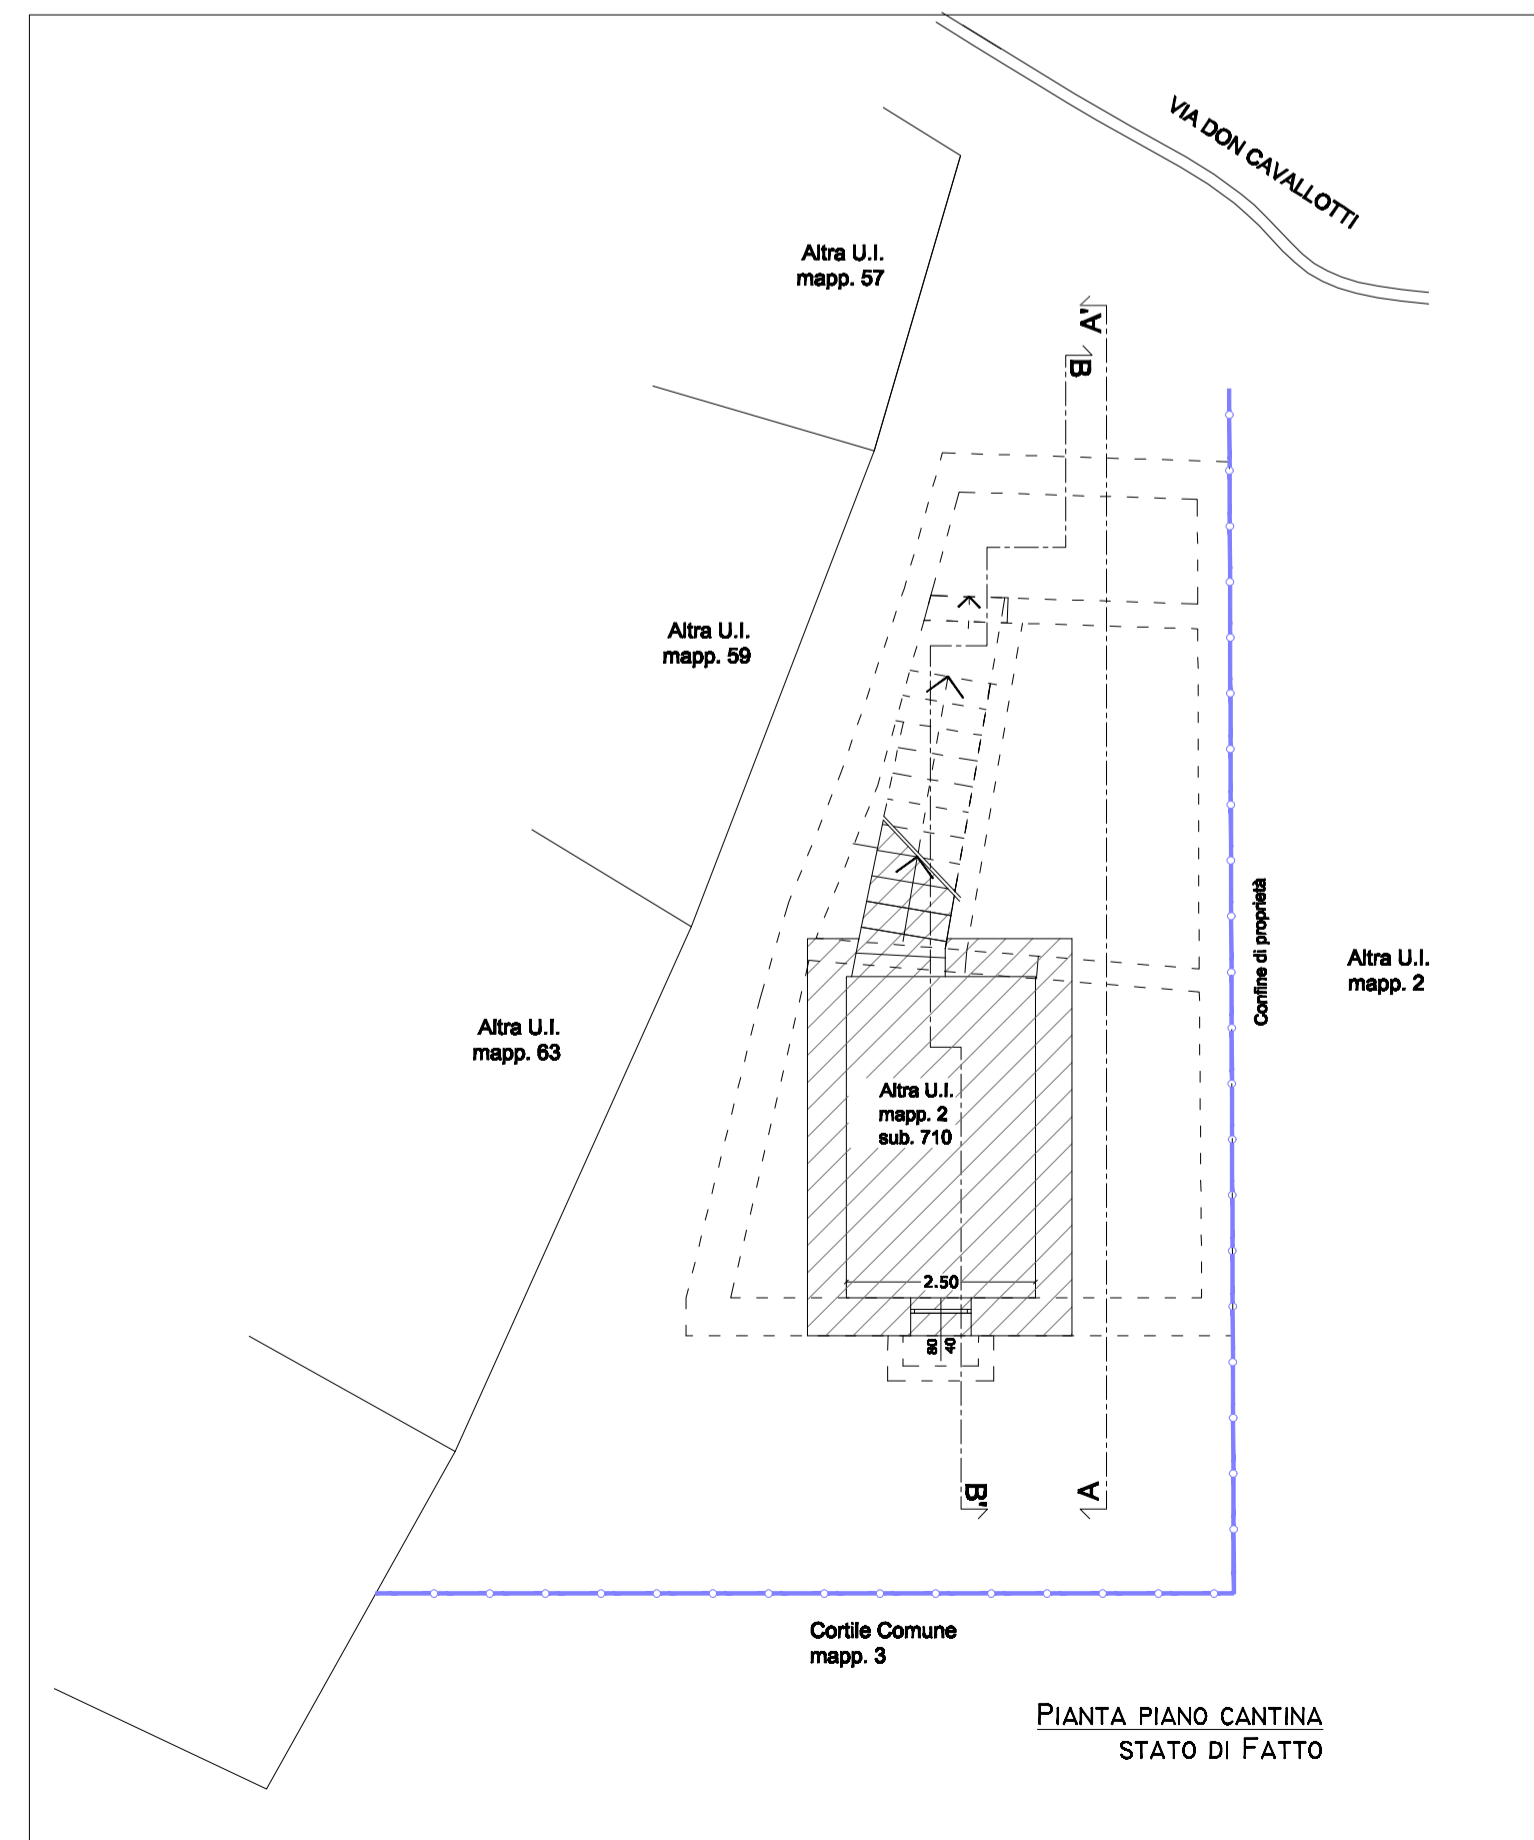 VIA DON CAVALLOTTI
Altra U.I.
mapp. 57
A'
B
Altra U.I.
mapp. 59
Confine di proprietà
Altra U.I.
mapp. 2
Altra U.I.
mapp. 63
Altra U.I.
mapp. 2
sub. 710
2.50
80
40
B'
A
Cortile Comune
mapp. 3
PIANTA PIANO CANTINA
STATO DI FATTO